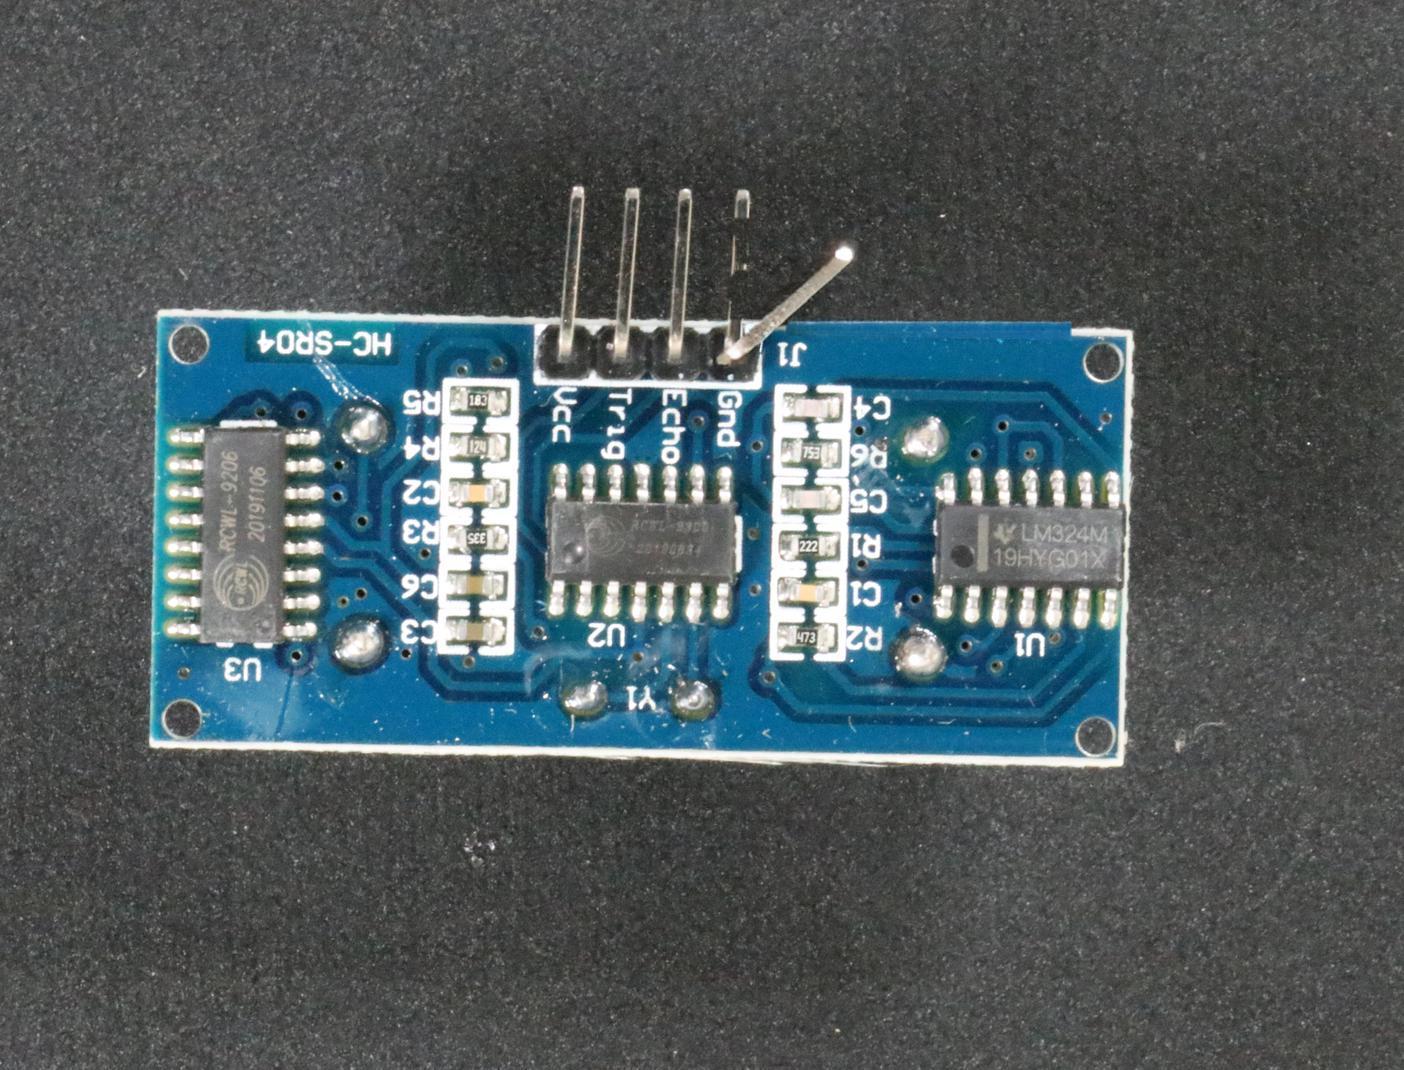 HC-SR04
J1
Vcc
Trig
Echo
Gnd
R5
183
R4
124
C2
R3
335
C6
C3
C4
R6
753
C5
R1
222
C1
R2
473
RCWL-9206
20191106
RCWL
U3
U2
Y1
LM324M
19HYG01X
U1